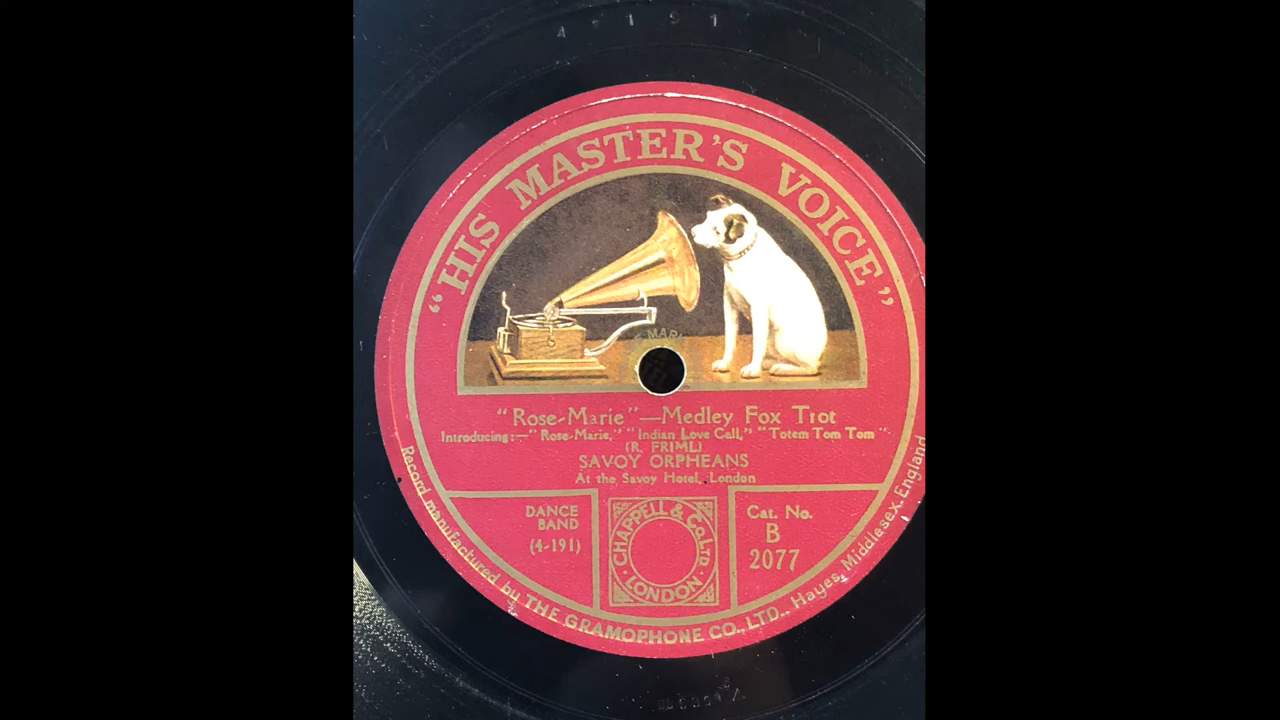 "HIS MASTER'S VOICE"
"Rose-Marie"—Medley Fox Trot
Introducing:—"Rose-Marie," "Indian Love Call," "Totem Tom Tom"
(R. FRIML)
SAVOY ORPHEANS
At the Savoy Hotel, London
DANCE
BAND
(4-191)
CHAPPELL & Co. LTD.
LONDON
Cat. No.
B
2077
Record manufactured by THE GRAMOPHONE CO., LTD., Hayes, Middlesex, England